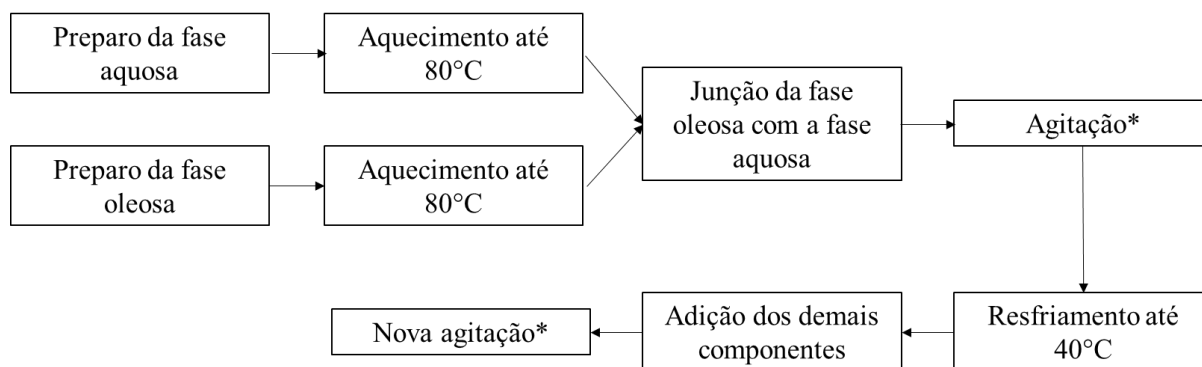 Preparo da fase
aquosa
Aquecimento até
80°C
Preparo da fase
oleosa
Aquecimento até
80°C
Junção da fase
oleosa com a fase
aquosa
Agitação*
Resfriamento até
40°C
Adição dos demais
componentes
Nova agitação*